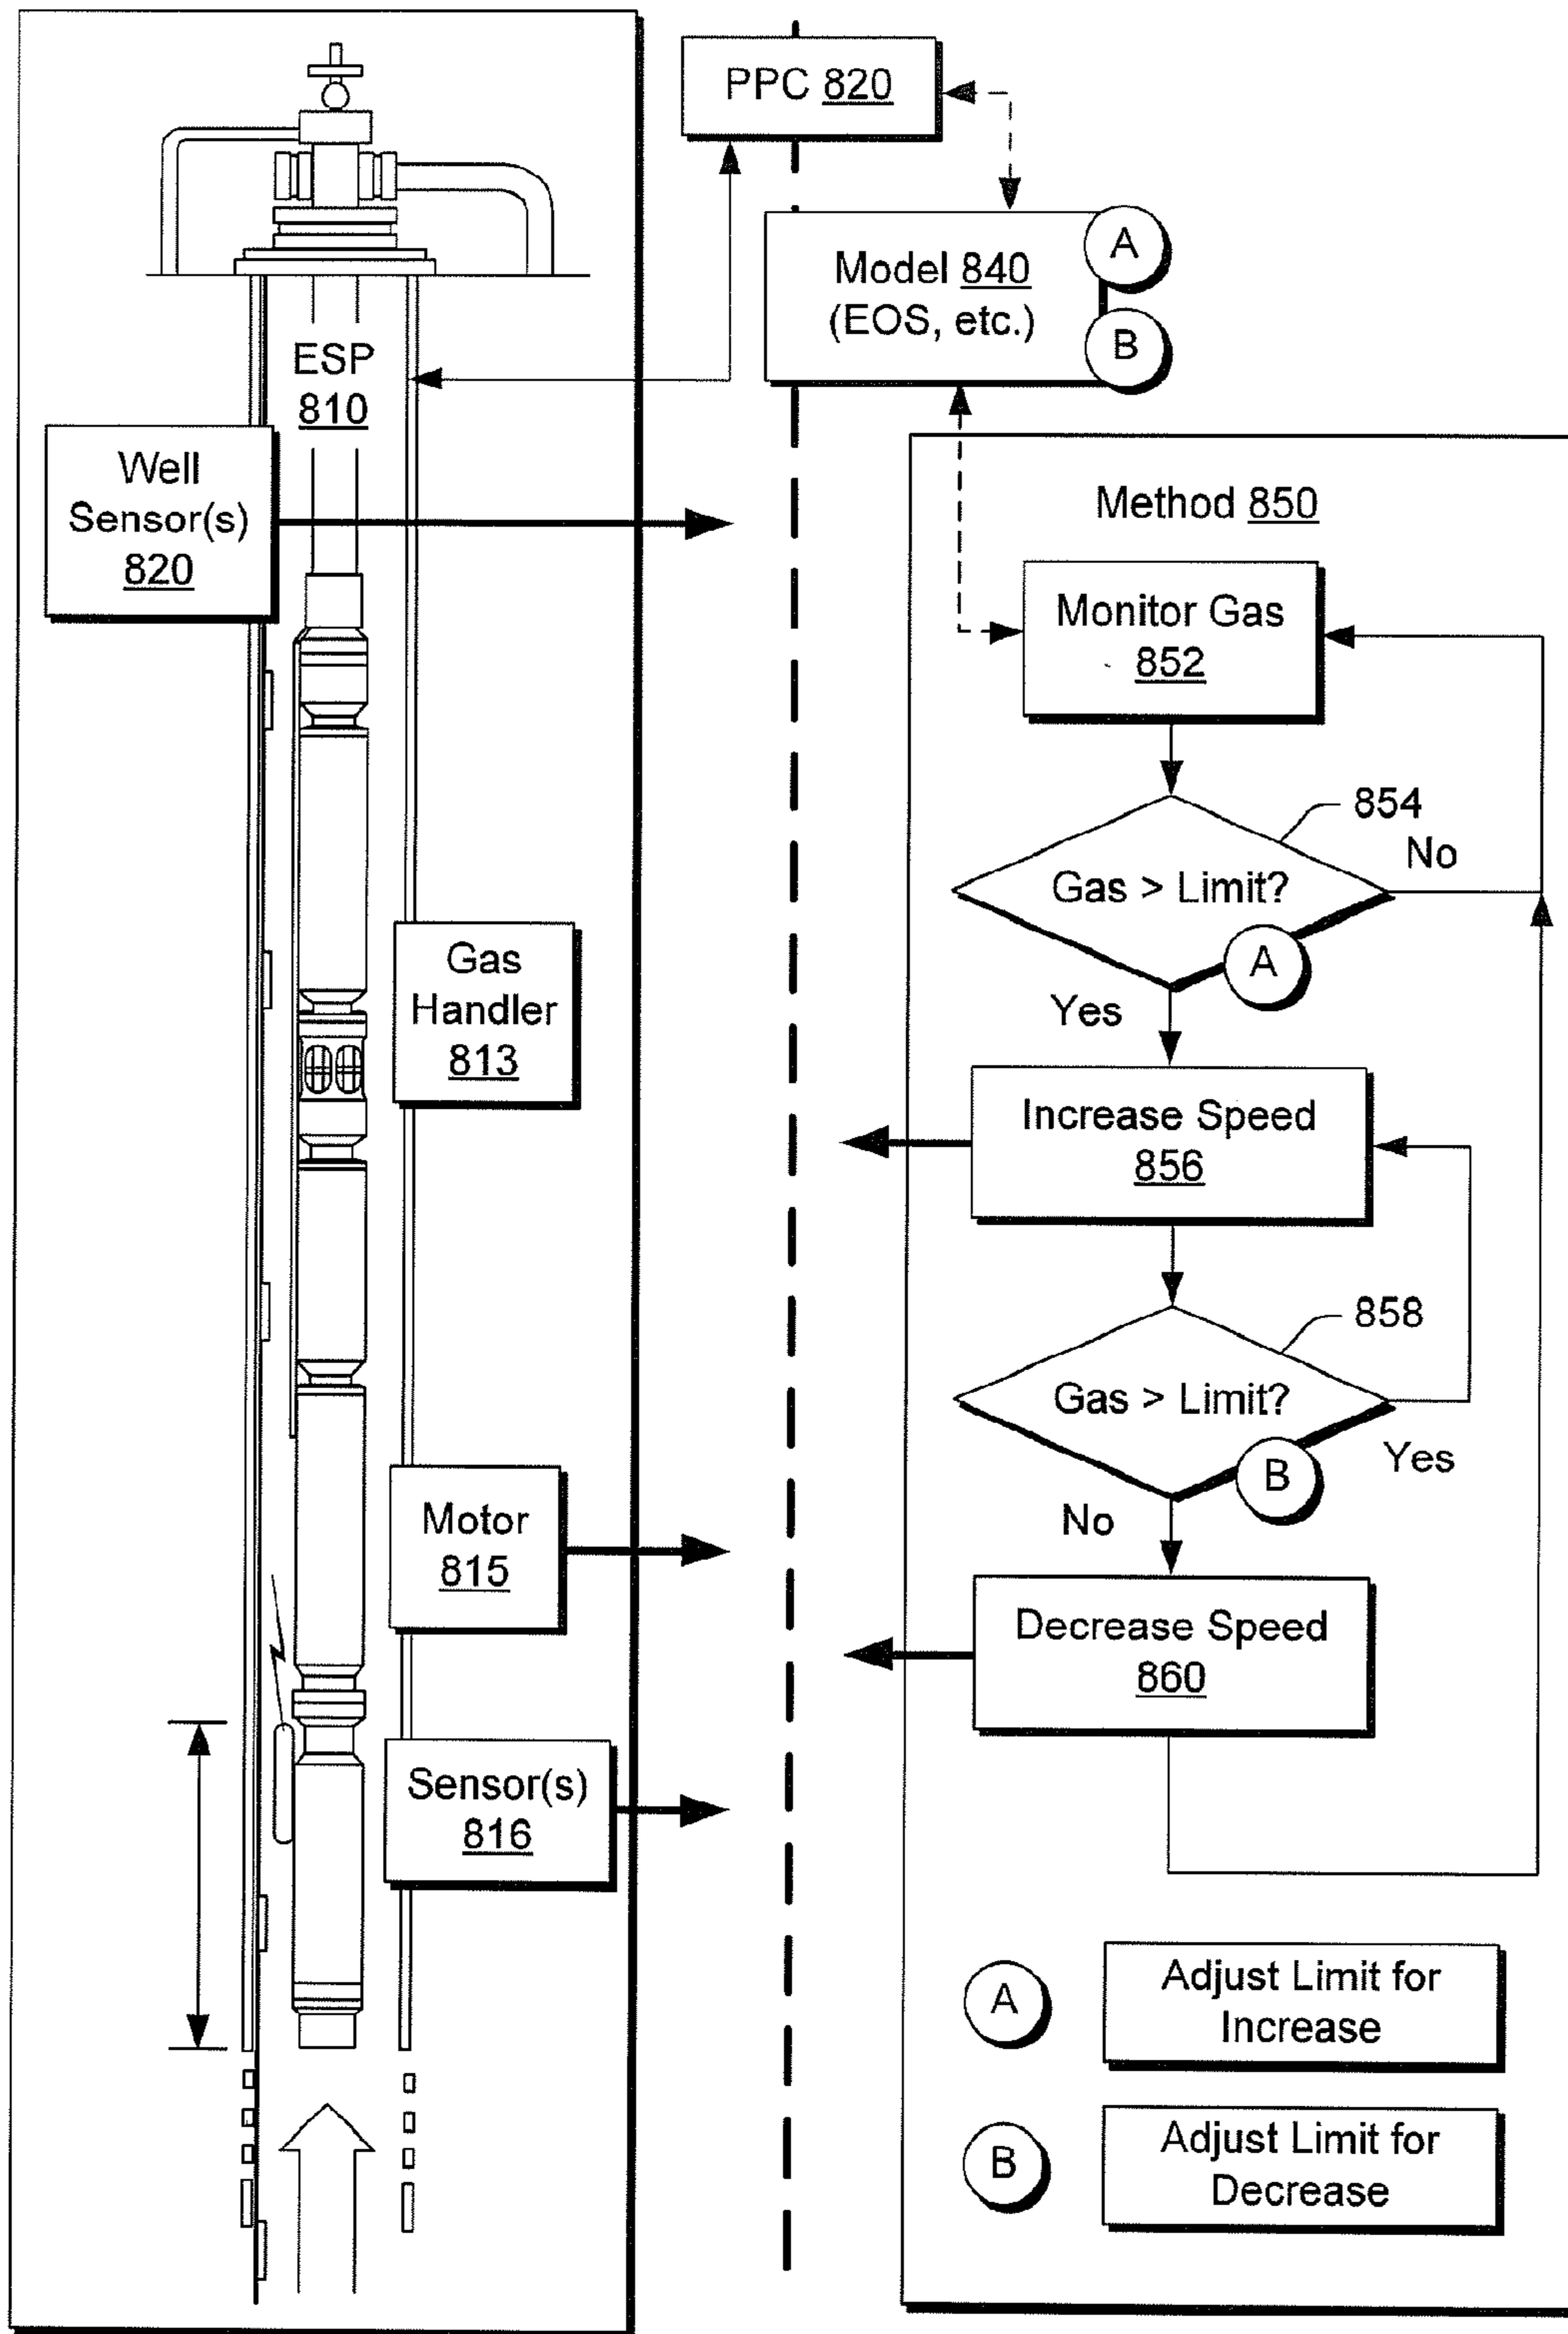 PPC 820
Model 840
(EOS, etc.)
A
B
ESP
810
Well
Sensor(s)
820
Gas
Handler
813
Motor
815
Sensor(s)
816
Method 850
Monitor Gas
852
854
No
Gas > Limit?
A
Yes
Increase Speed
856
858
Gas > Limit?
B
Yes
No
Decrease Speed
860
A
Adjust Limit for
Increase
B
Adjust Limit for
Decrease